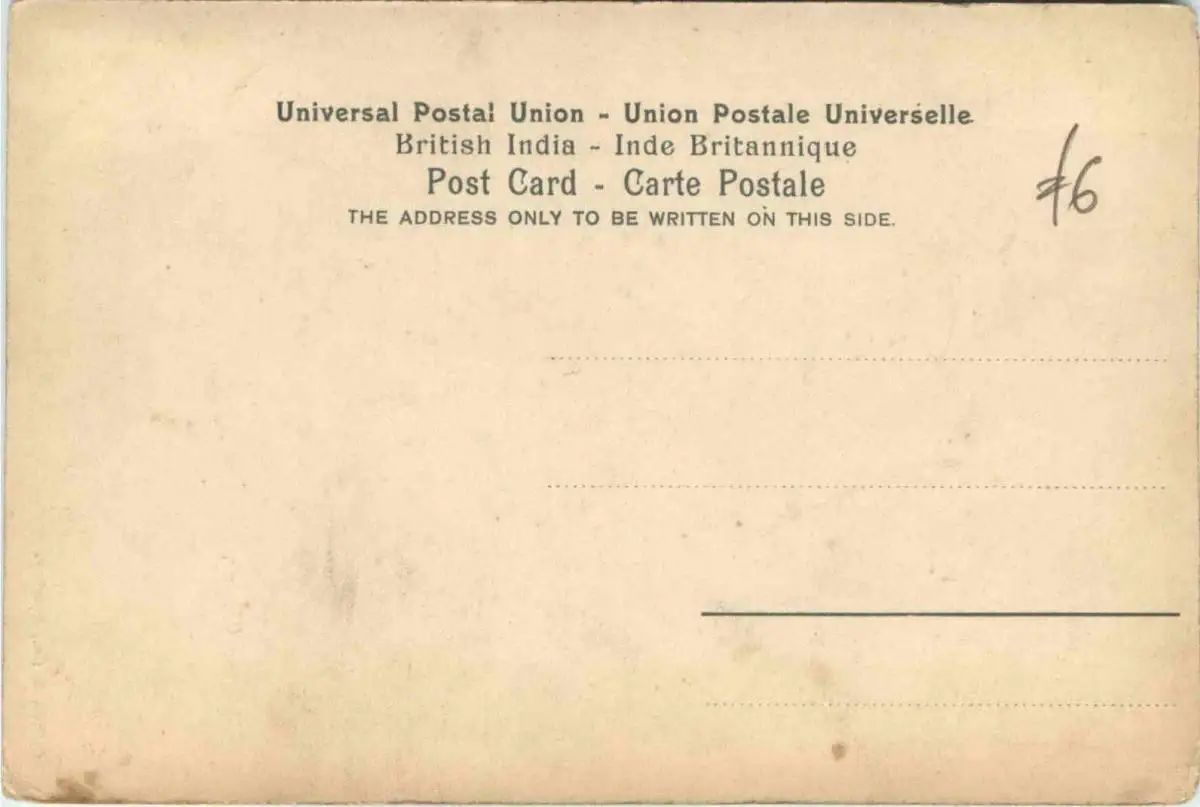 Universal Postal Union - Union Postale Universelle.
British India - Inde Britannique
Post Card - Carte Postale
THE ADDRESS ONLY TO BE WRITTEN ON THIS SIDE.